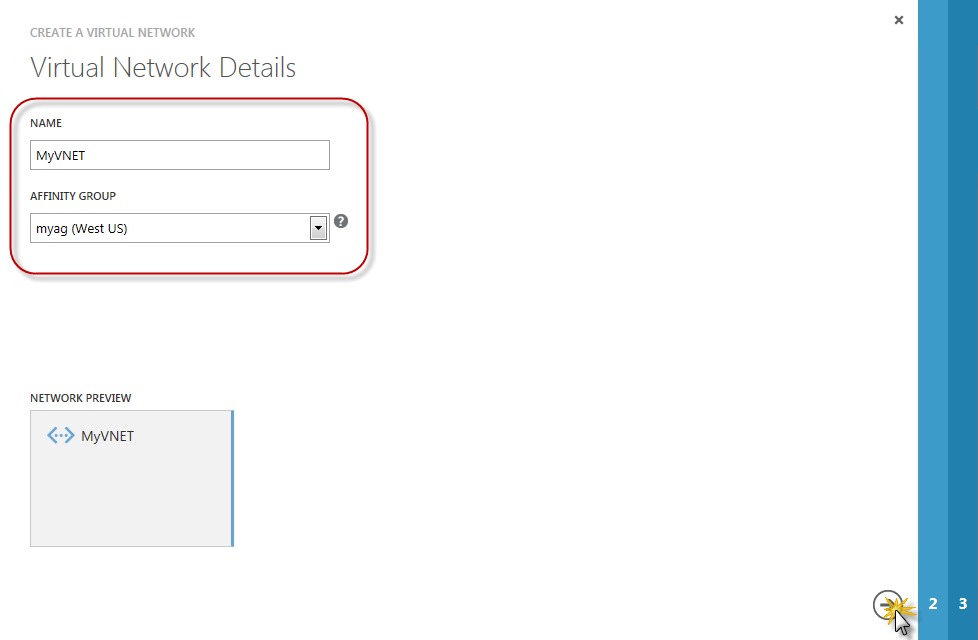 CREATE A VIRTUAL NETWORK
Virtual Network Details
NAME
MyVNET
AFFINITY GROUP
myag (West US)
?
NETWORK PREVIEW
MyVNET
2 3